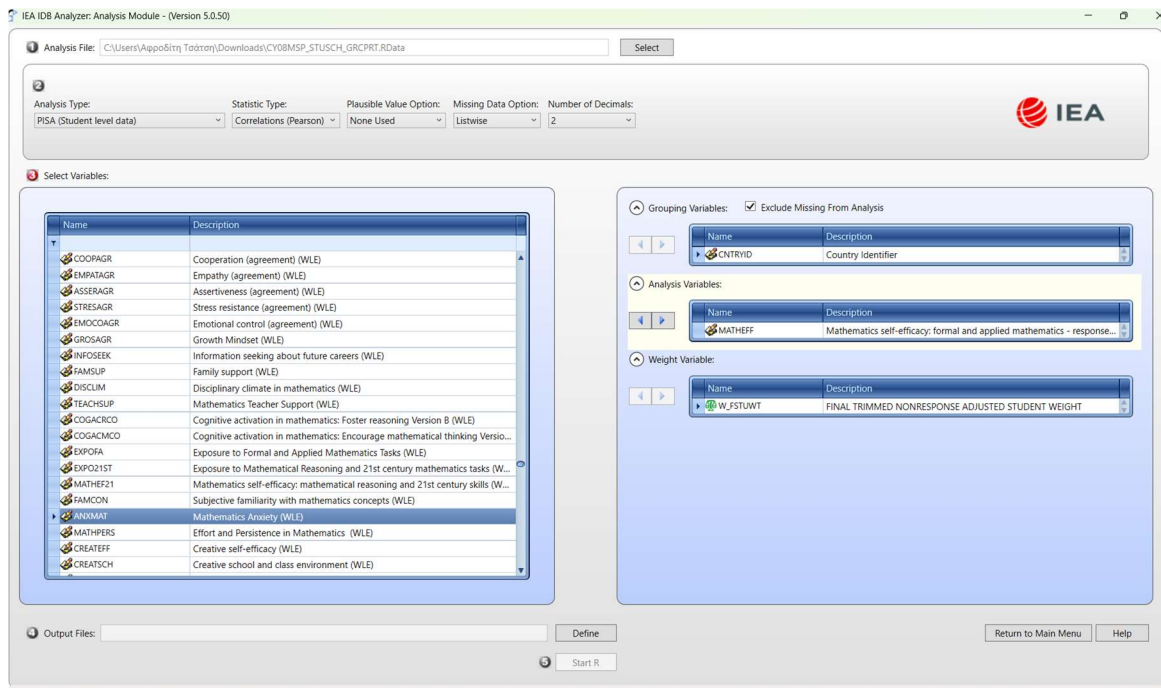 IEA IDB Analyzer: Analysis Module - (Version 5.0.50)
1 Analysis File: C:\Users\Αφροδίτη Τσάτση\Downloads\CY08MSP_STUSCH_GRCPRT.RData Select
2
Analysis Type: Statistic Type: Plausible Value Option: Missing Data Option: Number of Decimals:
PISA (Student level data) Correlations (Pearson) None Used Listwise 2
IEA
3 Select Variables:
Name Description
COOPAGR Cooperation (agreement) (WLE)
EMPATAGR Empathy (agreement) (WLE)
ASSERAGR Assertiveness (agreement) (WLE)
STRESAGR Stress resistance (agreement) (WLE)
EMOCOAGR Emotional control (agreement) (WLE)
GROSAGR Growth Mindset (WLE)
INFOSEEK Information seeking about future careers (WLE)
FAMSUP Family support (WLE)
DISCLIM Disciplinary climate in mathematics (WLE)
TEACHSUP Mathematics Teacher Support (WLE)
COGACRCO Cognitive activation in mathematics: Foster reasoning Version B (WLE)
COGACMCO Cognitive activation in mathematics: Encourage mathematical thinking Versio...
EXPOFA Exposure to Formal and Applied Mathematics Tasks (WLE)
EXPO21ST Exposure to Mathematical Reasoning and 21st century mathematics tasks (W...
MATHEF21 Mathematics self-efficacy: mathematical reasoning and 21st century skills (W...
FAMCON Subjective familiarity with mathematics concepts (WLE)
ANXMAT Mathematics Anxiety (WLE)
MATHPERS Effort and Persistence in Mathematics (WLE)
CREATEFF Creative self-efficacy (WLE)
CREATSCH Creative school and class environment (WLE)
Grouping Variables: Exclude Missing From Analysis
Name Description
CNTRYID Country Identifier
Analysis Variables:
Name Description
MATHEFF Mathematics self-efficacy: formal and applied mathematics - response...
Weight Variable:
Name Description
W_FSTUWT FINAL TRIMMED NONRESPONSE ADJUSTED STUDENT WEIGHT
4 Output Files: Define Return to Main Menu Help
5 Start R